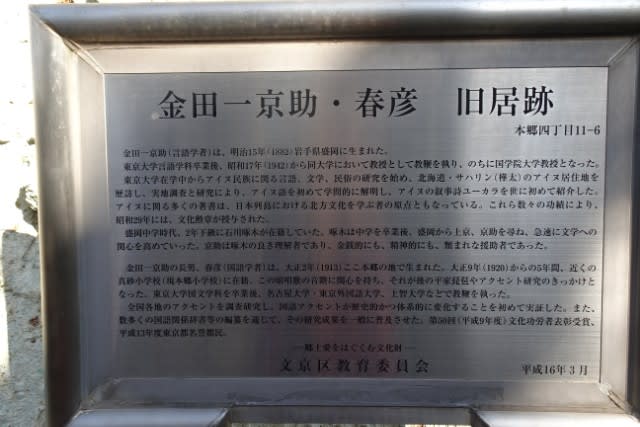 金田一京助・春彦　旧居跡
本郷四丁目11-6
金田一京助（言語学者）は、明治15年（1882）岩手県盛岡に生まれた。
東京大学言語学科卒業後、昭和17年（1942）から同大学において教授として教鞭を執り、のちに国学院大学教授となった。
東京大学在学中からアイヌ民族に関る言語、文学、民俗の研究を始め、北海道・サハリン（樺太）のアイヌ居住地を
歴訪し、実地調査と研究により、アイヌ語を初めて学問的に解明し、アイヌの叙事詩ユーカラを世に初めて紹介した。
アイヌに関る多くの著書は、日本列島における北方文化を学ぶ者の原点ともなっている。これら数々の功績により、
昭和29年には、文化勲章が授与された。
盛岡中学時代、2年下級に石川啄木が在籍していた。啄木は中学を卒業後、盛岡から上京、京助を尋ね、急速に文学への
関心を高めていった。京助は啄木の良き理解者であり、金銭的にも、精神的にも、類まれな援助者であった。
金田一京助の長男、春彦（国語学者）は、大正2年（1913）ここ本郷の地で生まれた。大正9年（1920）からの5年間、近くの
真砂小学校（現本郷小学校）に在籍、この頃唱歌の音階に関心を持ち、それが後の平家琵琶やアクセント研究のきっかけと
なった。東京大学国文学科を卒業後、名古屋大学・東京外国語大学、上智大学などで教鞭を執った。
全国各地のアクセントを調査研究し、国語アクセントが歴史的かつ体系的に変化することを初めて実証した。また、
数多くの国語関係辞書等の編纂を通じて、その研究成果を一般に普及させた。第50回（平成9年度）文化功労者表彰受賞、
平成13年度東京都名誉都民。
―郷土愛をはぐくむ文化財―
文京区教育委員会
平成16年3月